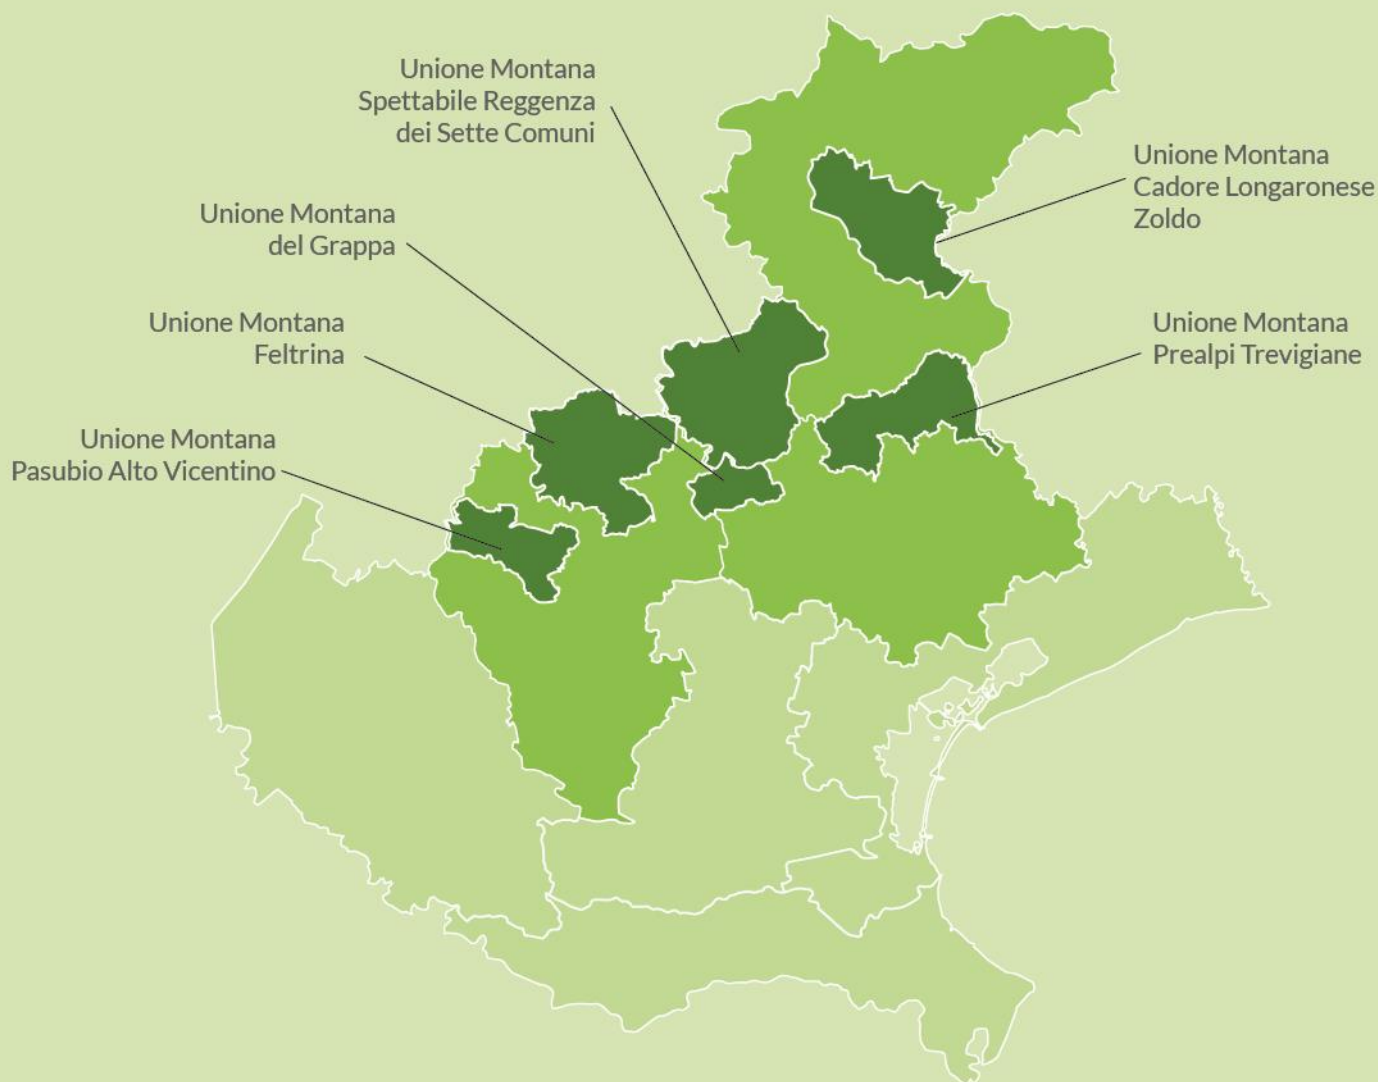 Unione Montana
Spettabile Reggenza
dei Sette Comuni
Unione Montana
Cadore Longaronese
Zoldo
Unione Montana
del Grappa
Unione Montana
Feltrina
Unione Montana
Prealpi Trevigiane
Unione Montana
Pasubio Alto Vicentino